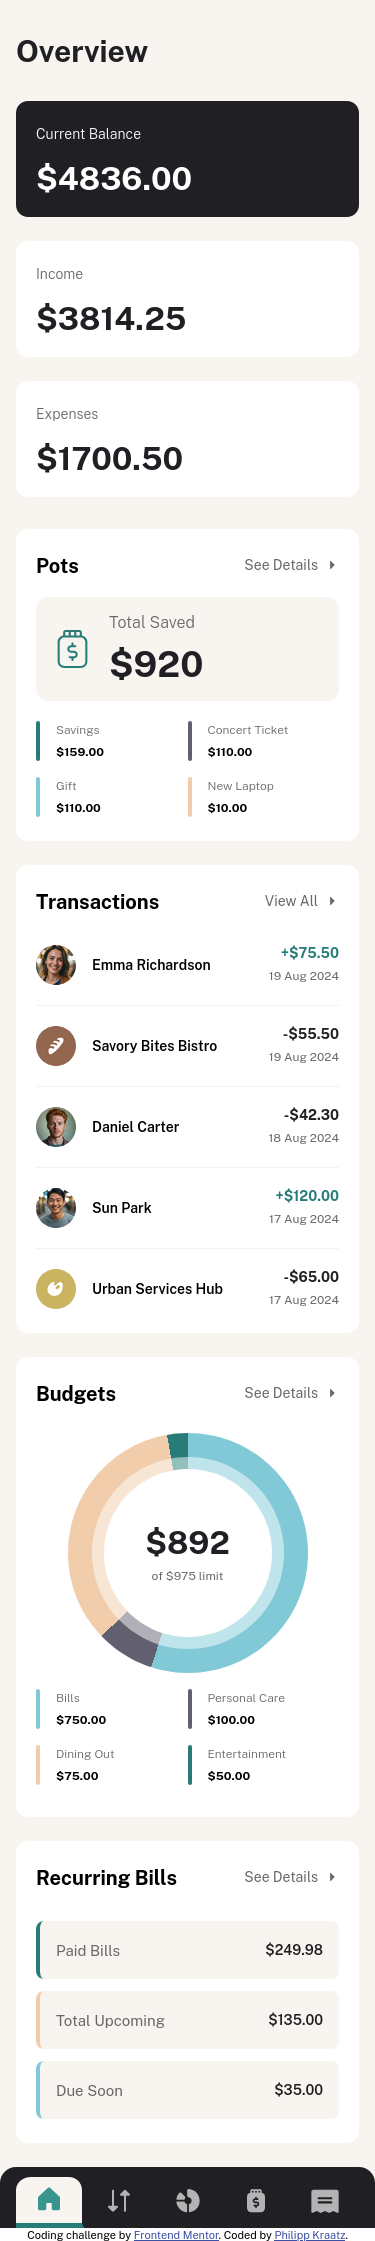 Overview
Current Balance
$4836.00
Income
$3814.25
Expenses
$1700.50
Pots
See Details
Total Saved
$920
$
Savings
$159.00
Concert Ticket
$110.00
Gift
$110.00
New Laptop
$10.00
Transactions
View All
Emma Richardson
+$75.50
19 Aug 2024
Savory Bites Bistro
-$55.50
19 Aug 2024
Daniel Carter
-$42.30
18 Aug 2024
Sun Park
+$120.00
17 Aug 2024
Urban Services Hub
-$65.00
17 Aug 2024
Budgets
See Details
$892
of $975 limit
Bills
$750.00
Personal Care
$100.00
Dining Out
$75.00
Entertainment
$50.00
Recurring Bills
See Details
Paid Bills
$249.98
Total Upcoming
$135.00
Due Soon
$35.00
$
Coding challenge by Frontend Mentor. Coded by Philipp Kraatz.